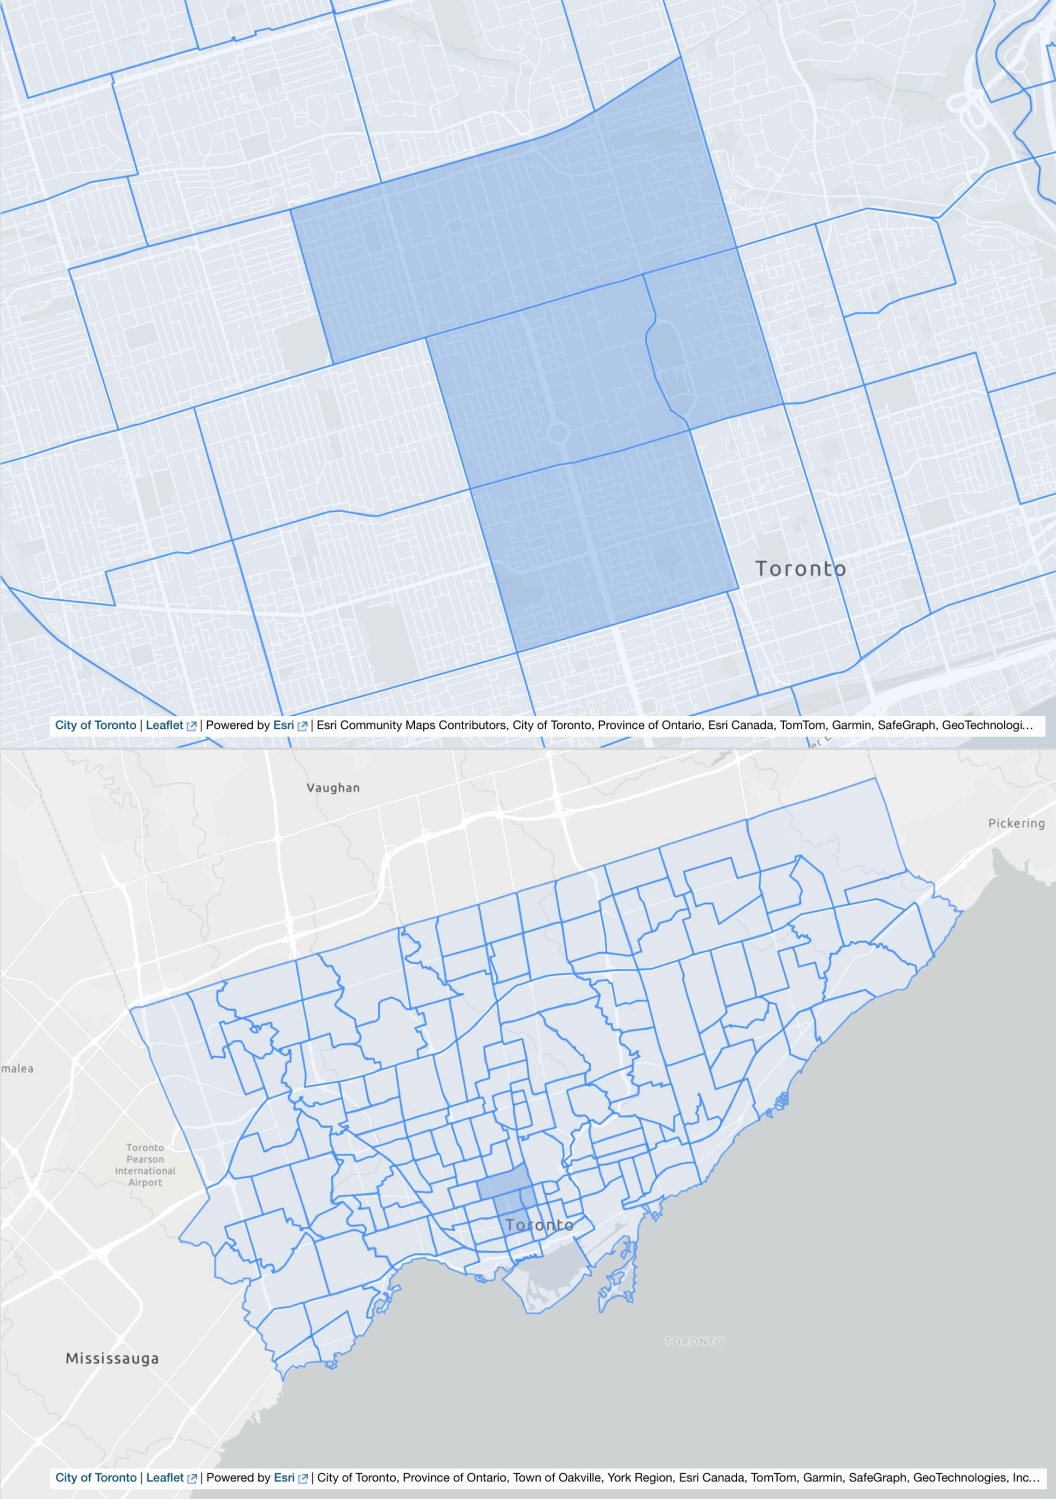 Toronto
City of Toronto | Leaflet | Powered by Esri | Esri Community Maps Contributors, City of Toronto, Province of Ontario, Esri Canada, TomTom, Garmin, SafeGraph, GeoTechnologi...
Vaughan
Pickering
malea
Toronto
Pearson
International
Airport
Toronto
TORONTO
Mississauga
City of Toronto | Leaflet | Powered by Esri | City of Toronto, Province of Ontario, Town of Oakville, York Region, Esri Canada, TomTom, Garmin, SafeGraph, GeoTechnologies, Inc...